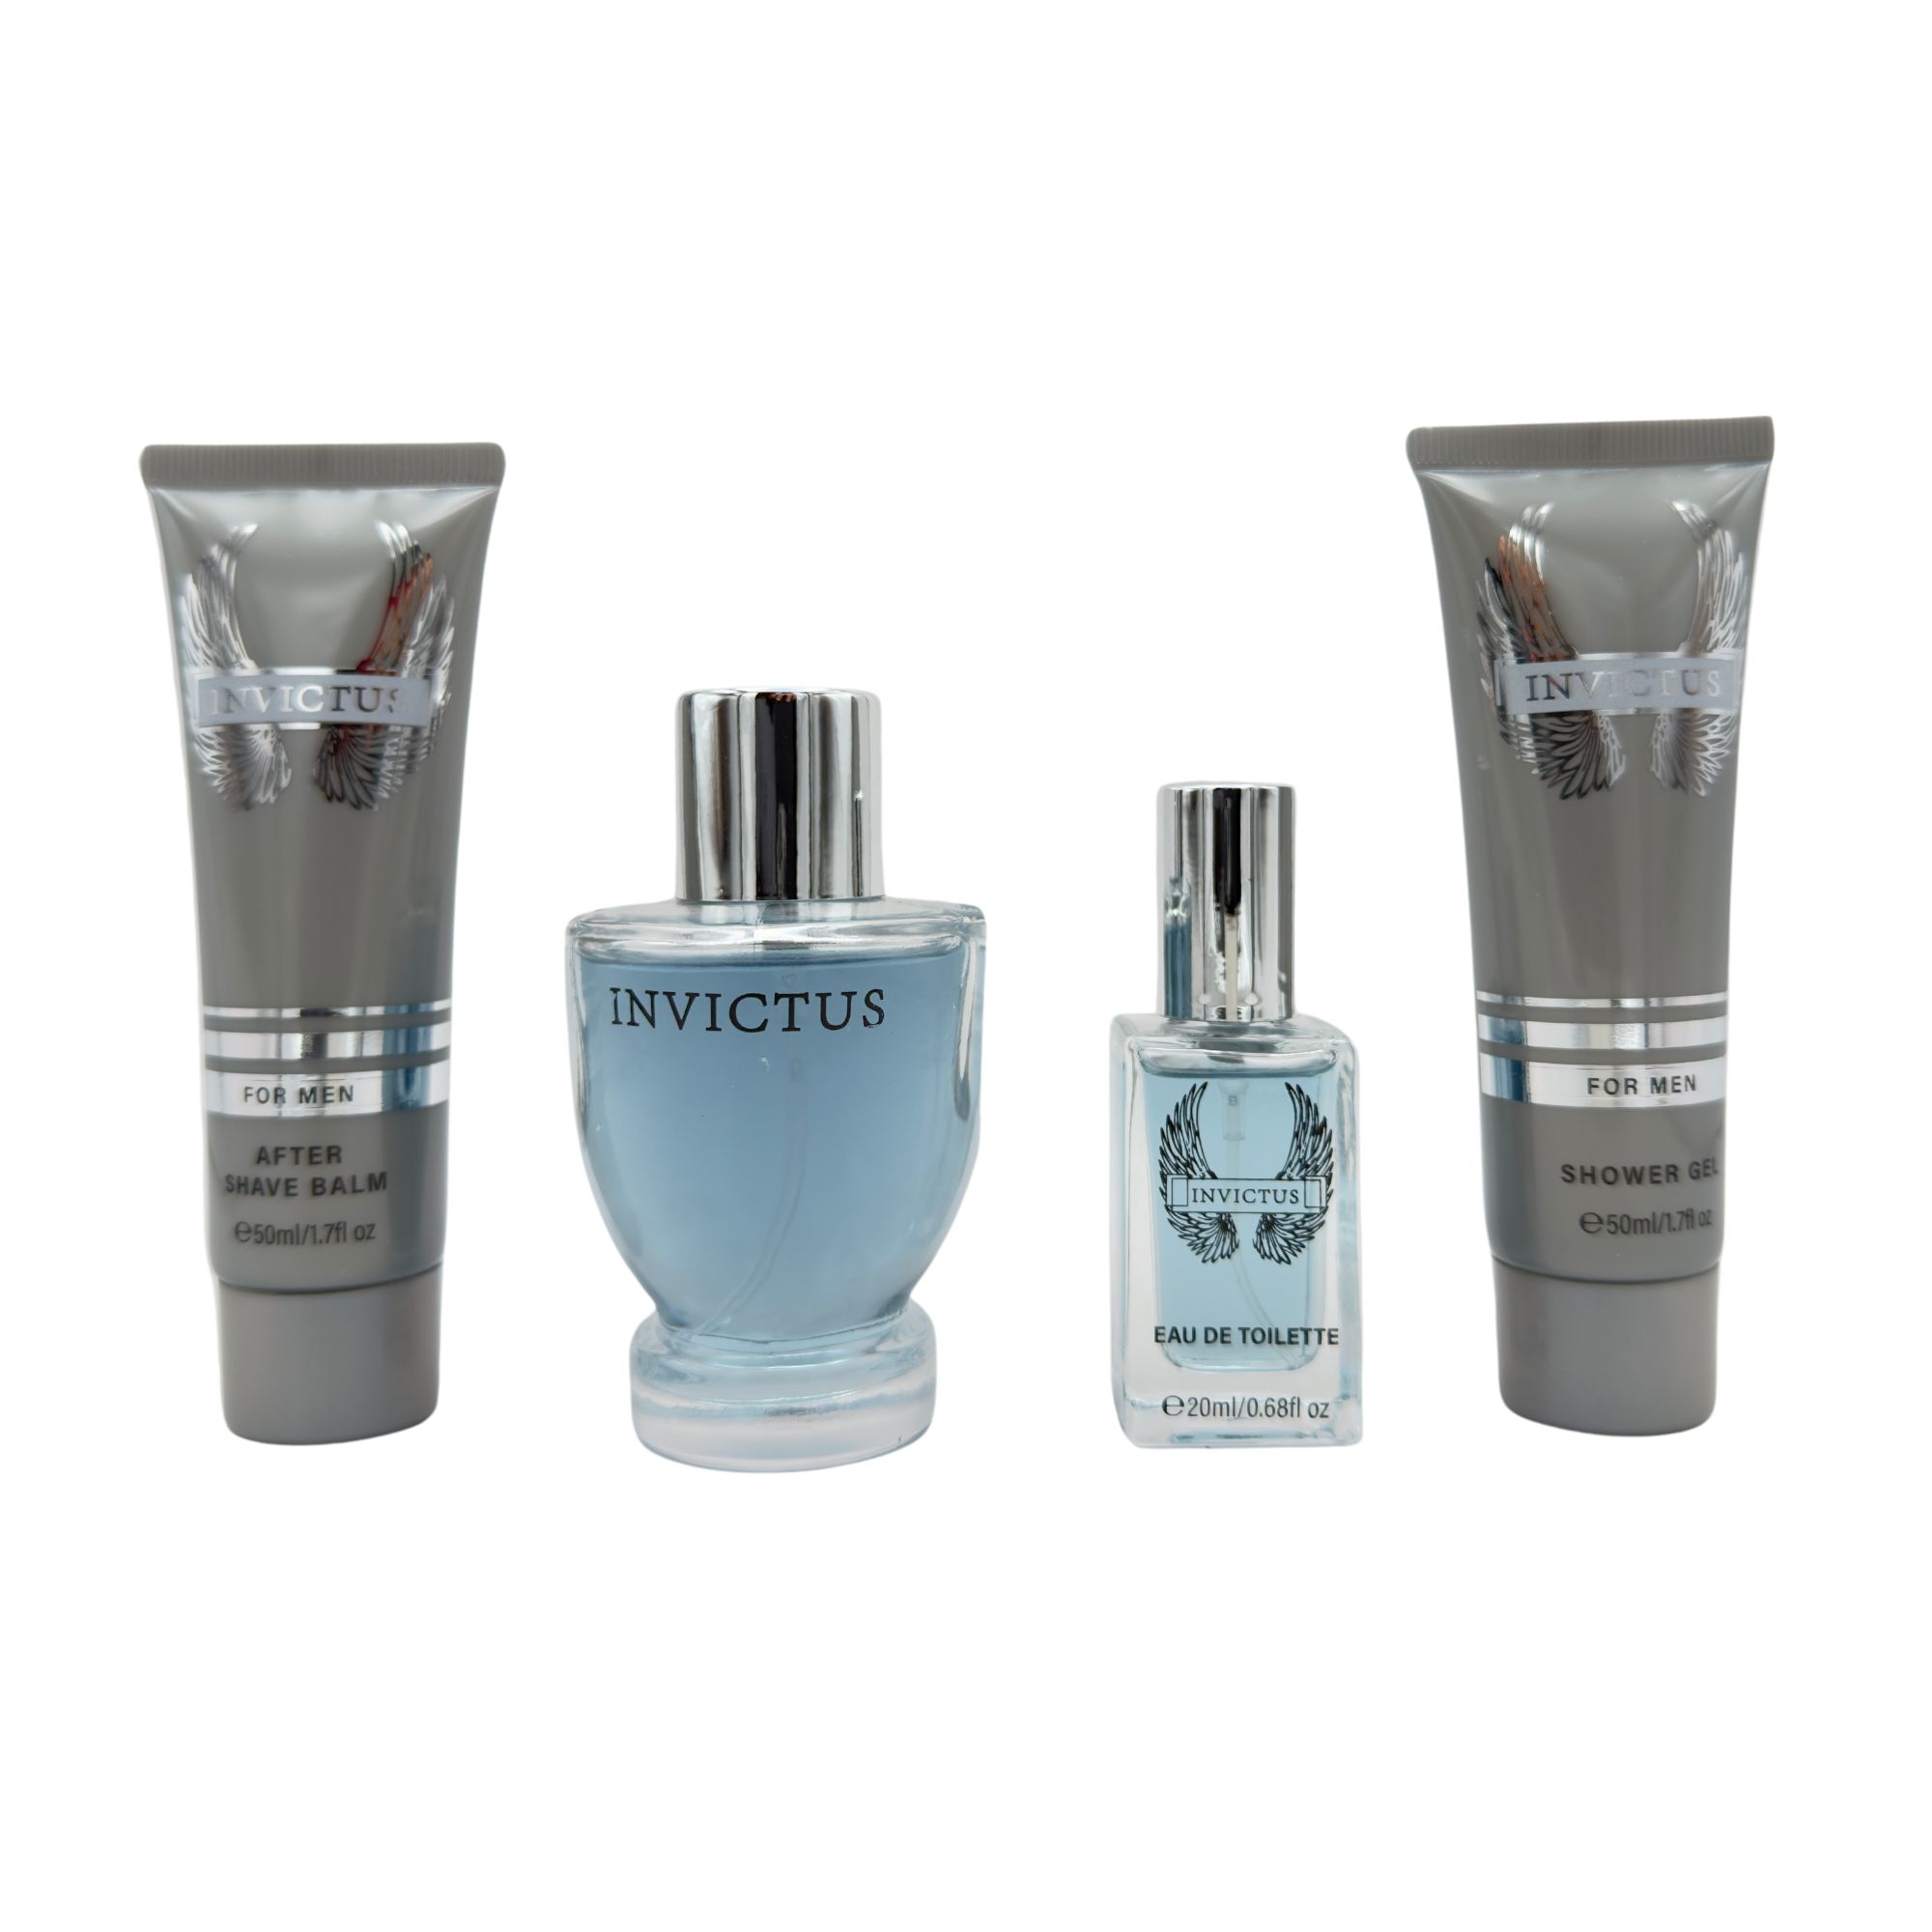 INVICTUS
FOR MEN
AFTER
SHAVE BALM
℮50ml/1.7fl oz
INVICTUS
INVICTUS
EAU DE TOILETTE
℮20ml/0.68fl oz
INVICTUS
FOR MEN
SHOWER GEL
℮50ml/1.7fl oz